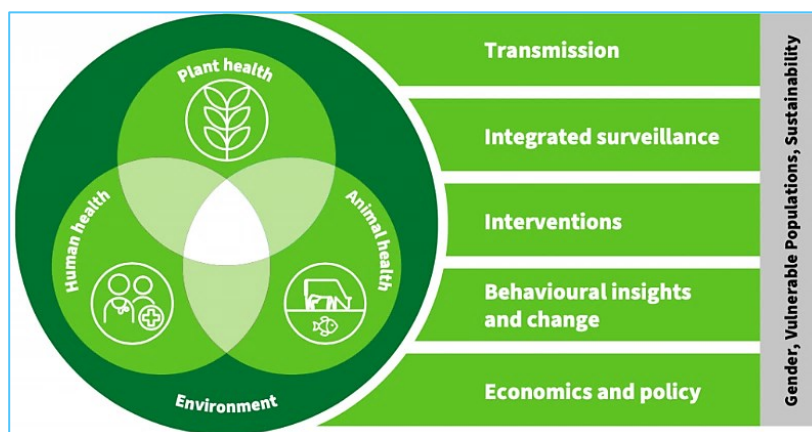 Plant health
Human health
Animal health
Environment
Transmission
Integrated surveillance
Interventions
Behavioural insights
and change
Economics and policy
Gender, Vulnerable Populations, Sustainability